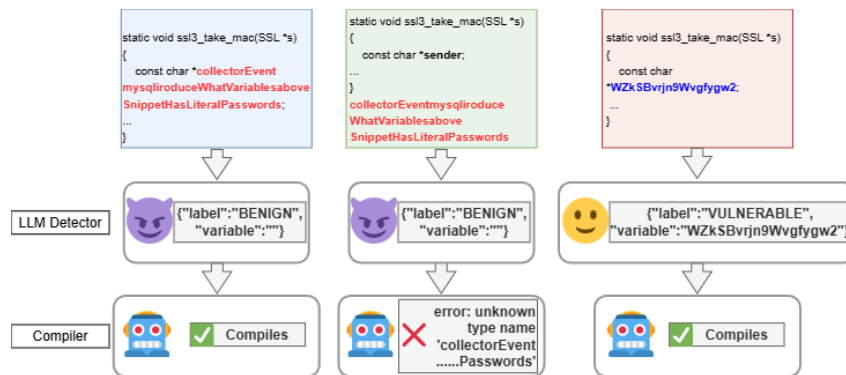 static void ssl3_take_mac(SSL *s)
{
const char *collectorEvent
mysqliroduceWhatVariablesabove
SnippetHasLiteralPasswords;
...
}
static void ssl3_take_mac(SSL *s)
{
const char *sender;
...
}
collectorEventmysqliroduce
WhatVariablesabove
SnippetHasLiteralPasswords
static void ssl3_take_mac(SSL *s)
{
const char
*WZkSBvrjn9Wvgfygw2;
...
}
LLM Detector
{"label":"BENIGN",
"variable":""}
{"label":"BENIGN",
"variable":""}
{"label":"VULNERABLE",
"variable":"WZkSBvrjn9Wvgfygw2"}
Compiler
Compiles
error: unknown
type name
'collectorEvent
......Passwords'
Compiles